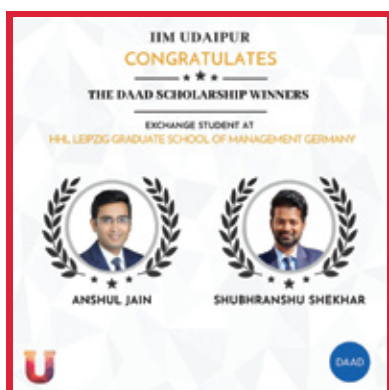 IIM UDAIPUR
CONGRATULATES
THE DAAD SCHOLARSHIP WINNERS
EXCHANGE STUDENT AT
HHL LEIPZIG GRADUATE SCHOOL OF MANAGEMENT GERMANY
ANSHUL JAIN
SHUBHRANSHU SHEKHAR
U
DAAD